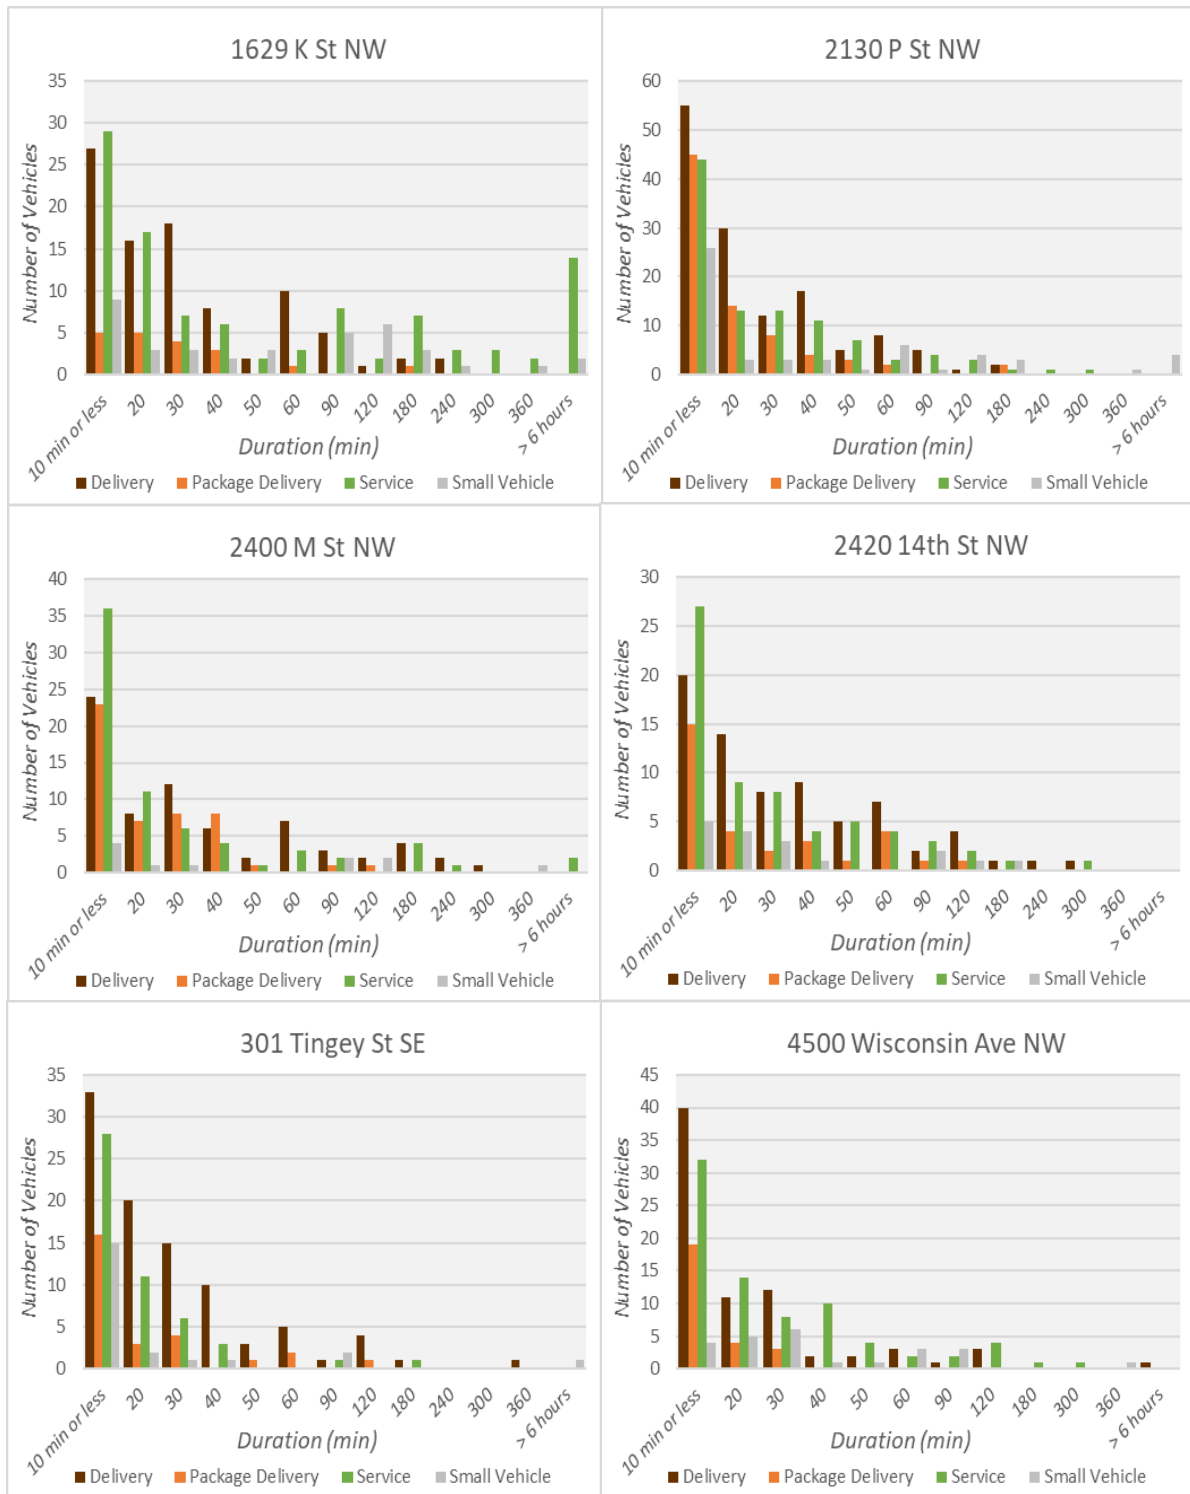 1629 K St NW
35
30
25
20
15
10
5
0
Number of Vehicles
10 min or less 20 30 40 50 60 90 120 180 240 300 360 > 6 hours
Duration (min)
Delivery Package Delivery Service Small Vehicle
2130 P St NW
60
50
40
30
20
10
0
Number of Vehicles
10 min or less 20 30 40 50 60 90 120 180 240 300 360 > 6 hours
Duration (min)
Delivery Package Delivery Service Small Vehicle
2400 M St NW
40
35
30
25
20
15
10
5
0
Number of Vehicles
10 min or less 20 30 40 50 60 90 120 180 240 300 360 > 6 hours
Duration (min)
Delivery Package Delivery Service Small Vehicle
2420 14th St NW
30
25
20
15
10
5
0
Number of Vehicles
10 min or less 20 30 40 50 60 90 120 180 240 300 360 > 6 hours
Duration (min)
Delivery Package Delivery Service Small Vehicle
301 Tingey St SE
35
30
25
20
15
10
5
0
Number of Vehicles
10 min or less 20 30 40 50 60 90 120 180 240 300 360 > 6 hours
Duration (min)
Delivery Package Delivery Service Small Vehicle
4500 Wisconsin Ave NW
45
40
35
30
25
20
15
10
5
0
Number of Vehicles
10 min or less 20 30 40 50 60 90 120 180 300 360 > 6 hours
Duration (min)
Delivery Package Delivery Service Small Vehicle